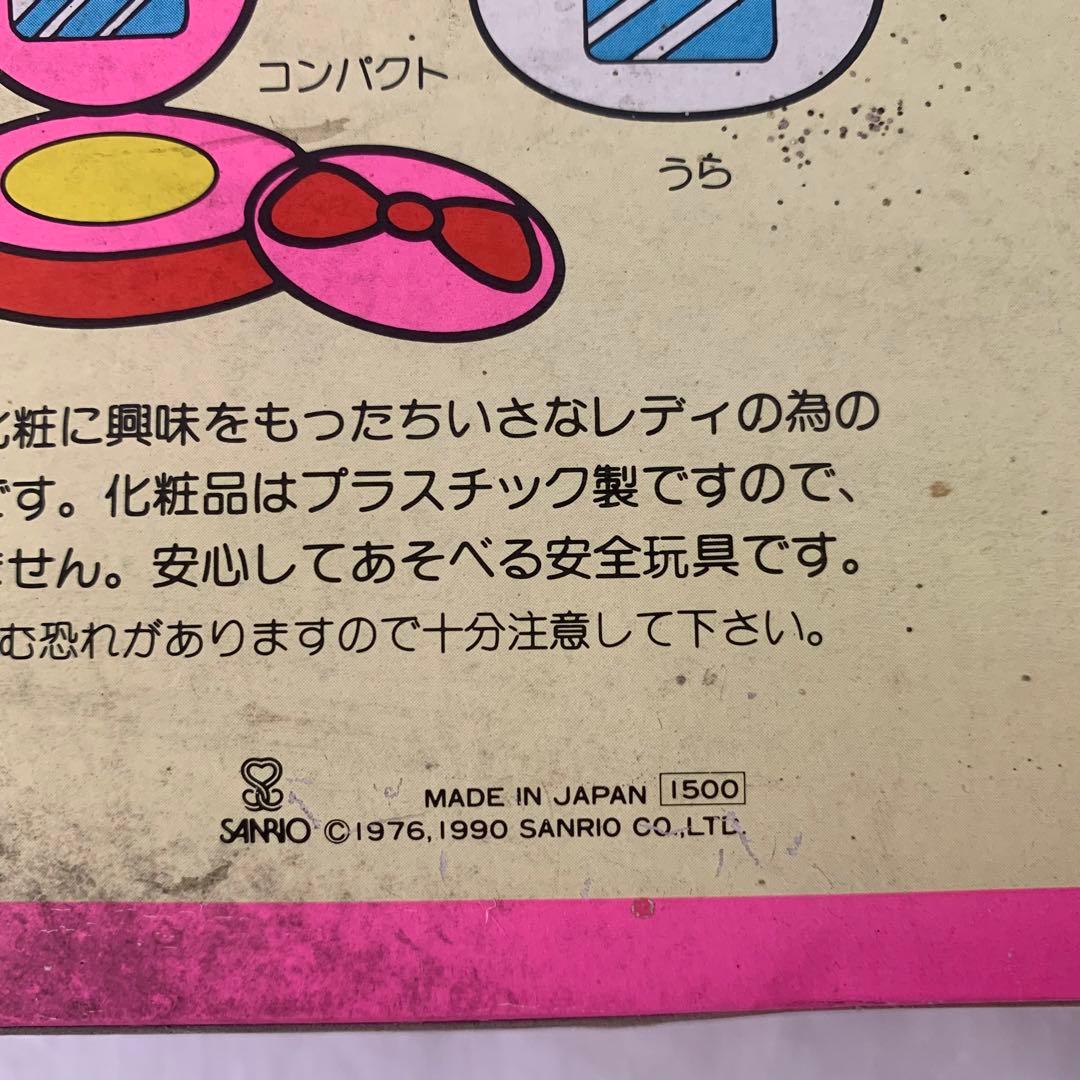 コンパクト
うら
化粧に興味をもったちいさなレディの為の
です。化粧品はプラスチック製ですので、
ません。安心してあそべる安全玩具です。
む恐れがありますので十分注意して下さい。
MADE IN JAPAN 1500
SANRIO ©1976,1990 SANRIO CO.,LTD.